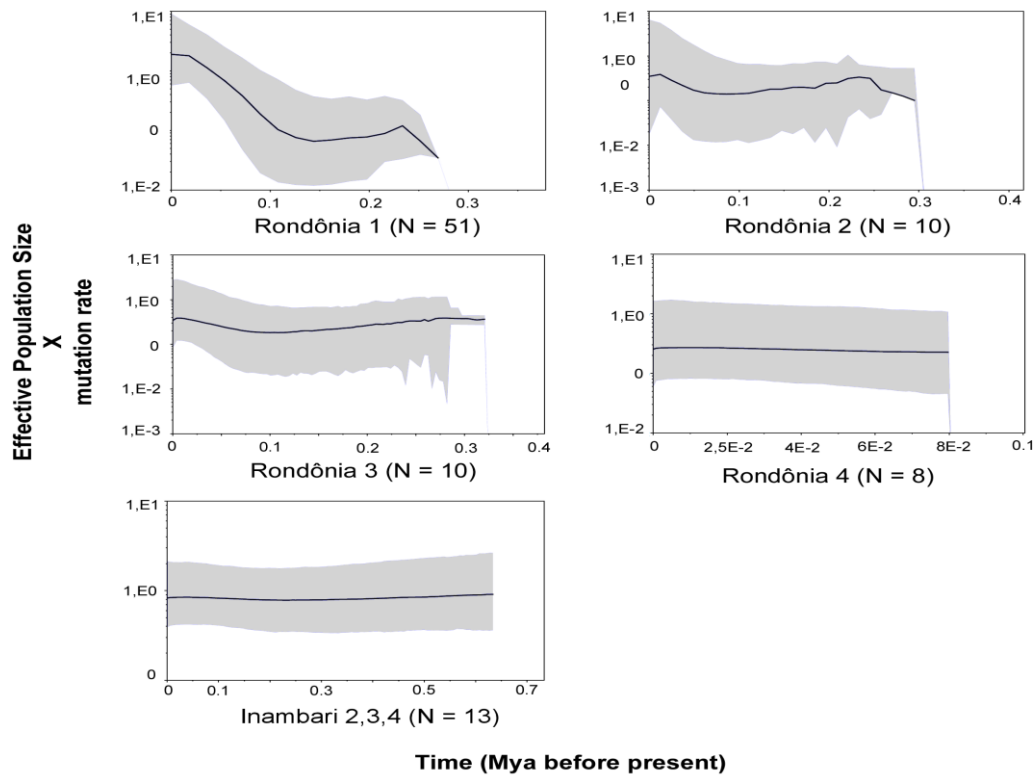 Effective Population Size
X
mutation rate
1,E1
1,E0
0
1,E-2
0
0.1
0.2
0.3
Rondônia 1 (N = 51)
1,E1
1,E0
0
1,E-2
1,E-3
0
0.1
0.2
0.3
0.4
Rondônia 2 (N = 10)
1,E1
1,E0
0
1,E-2
1,E-3
0
0.1
0.2
0.3
0.4
Rondônia 3 (N = 10)
1,E1
1,E0
0
1,E-2
0
2,5E-2
4E-2
6E-2
8E-2
0.1
Rondônia 4 (N = 8)
1,E1
1,E0
0
0
0.1
0.3
0.5
0.7
Inambari 2,3,4 (N = 13)
Time (Mya before present)